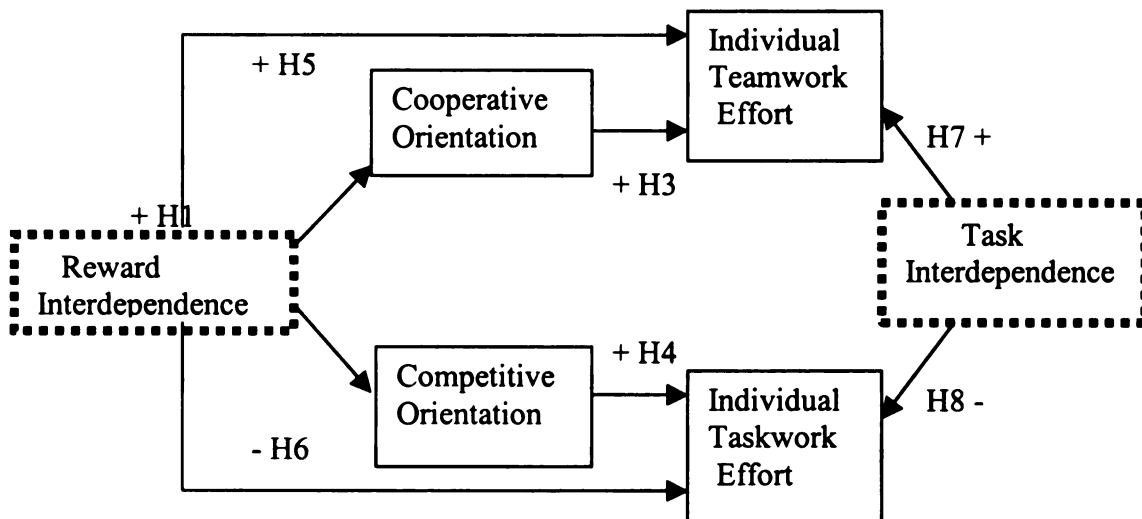 + H5
Individual
Teamwork
Effort
Cooperative
Orientation
+ H3
H7 +
+ H1
Reward
Interdependence
Task
Interdependence
Competitive
Orientation
+ H4
- H6
Individual
Taskwork
Effort
H8 -